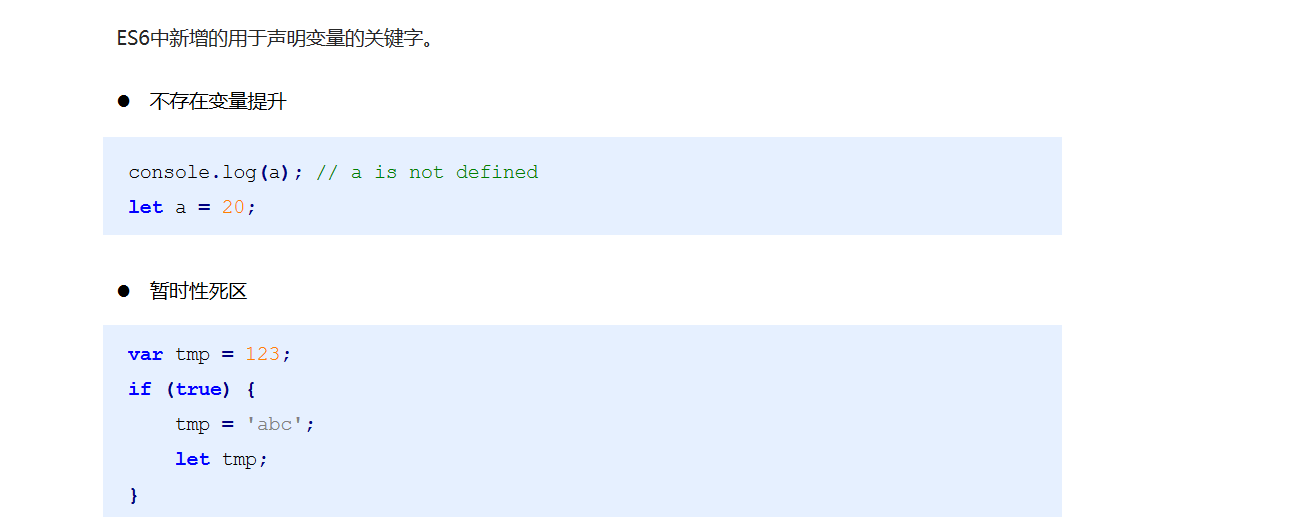 ES6中新增的用于声明变量的关键字。
● 不存在变量提升
console.log(a); // a is not defined
let a = 20;
● 暂时性死区
var tmp = 123;
if (true) {
    tmp = 'abc';
    let tmp;
}